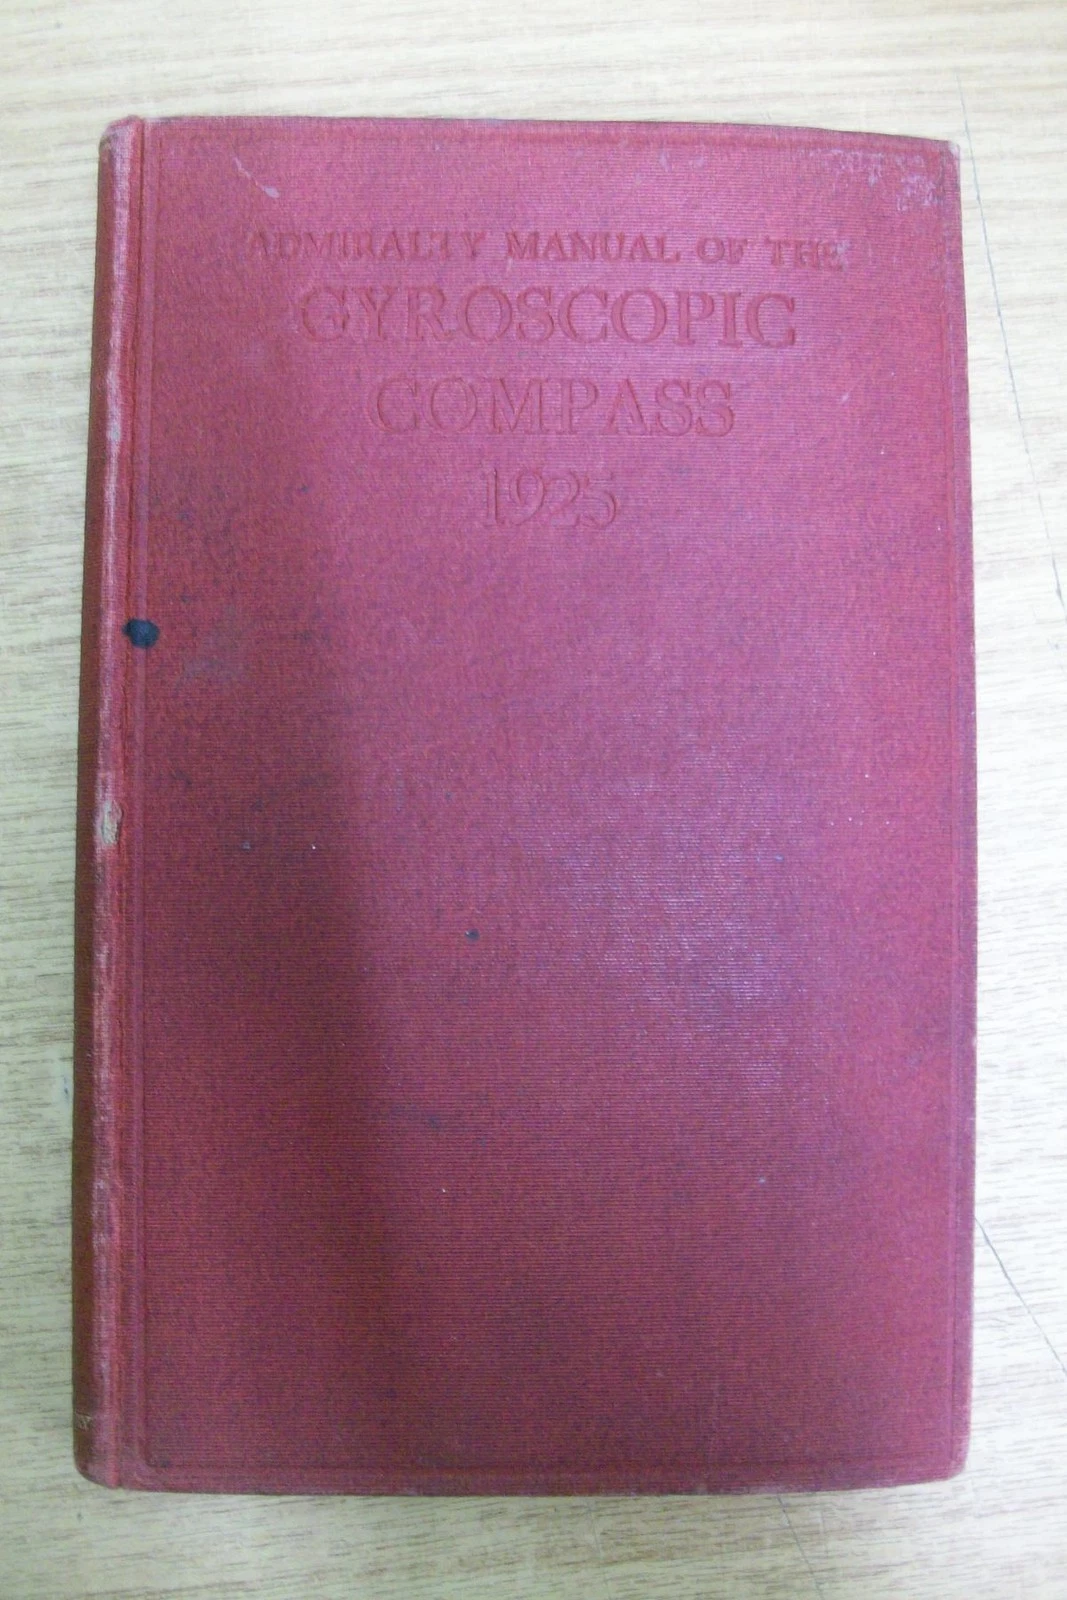 ADMIRALTY MANUAL OF THE
GYROSCOPIC
COMPASS
1925